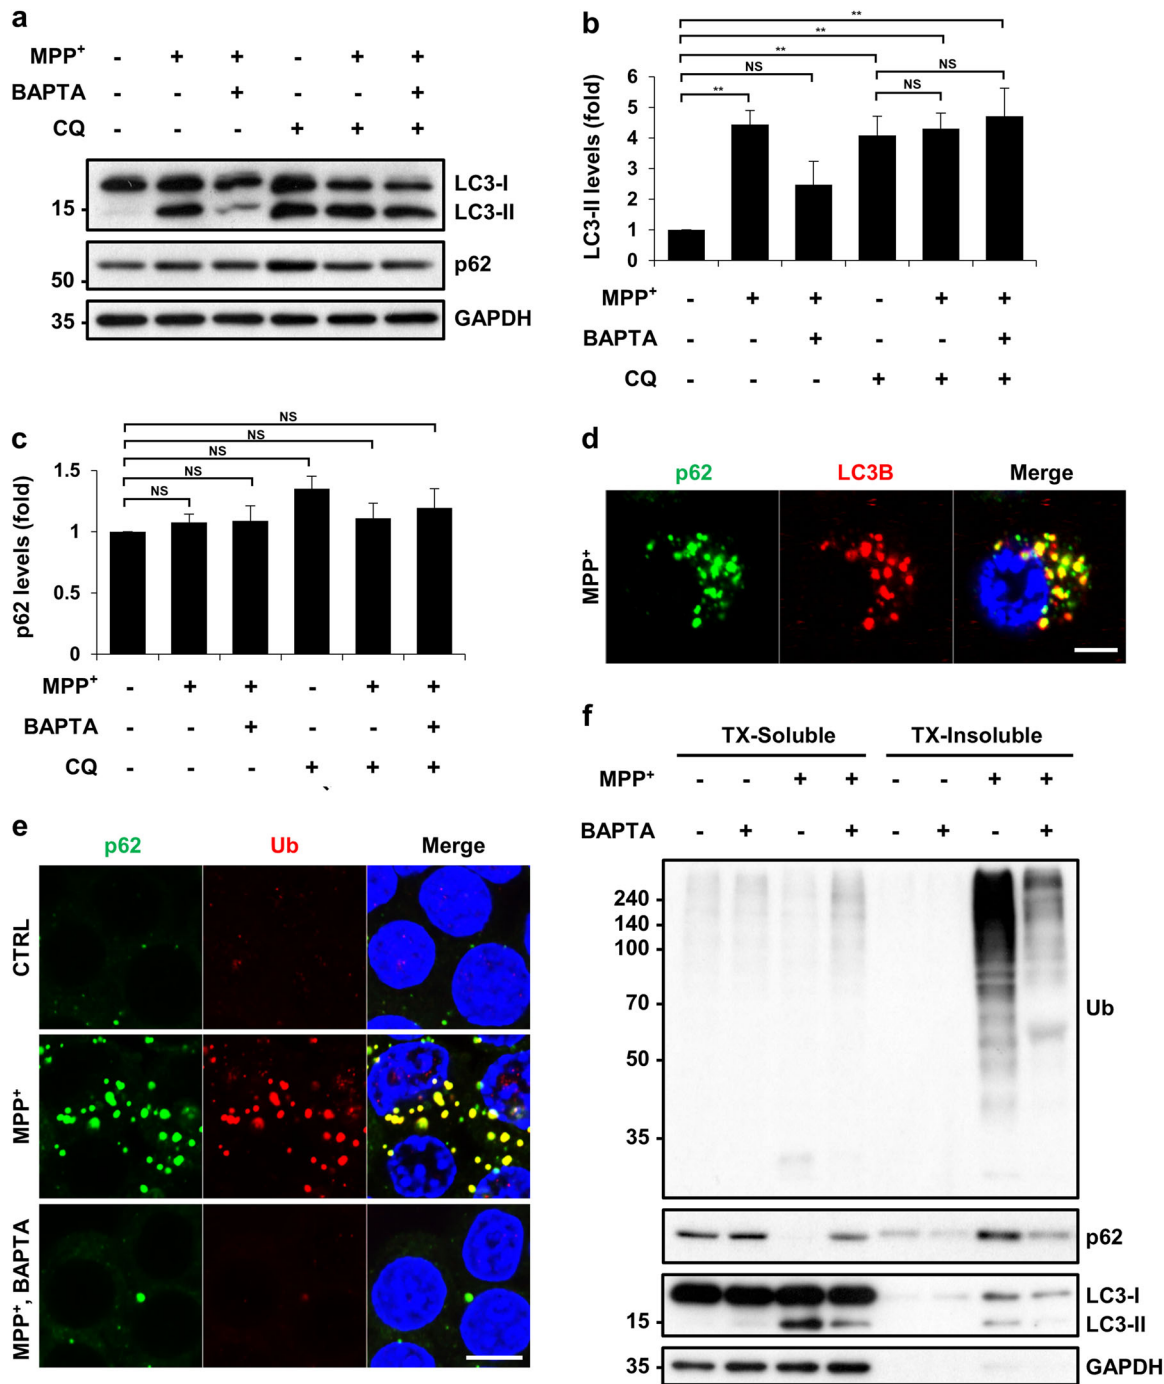 a
MPP+ - + + - + +
BAPTA - - + - - +
CQ - - - + + +
LC3-I
15 LC3-II
p62
50
35 GAPDH
b
**
**
**
NS NS
** NS
LC3-II levels (fold)
6
5
4
3
2
1
0
MPP+ - + + - + +
BAPTA - - + - - +
CQ - - - + + +
c
NS
NS
NS
NS
NS
p62 levels (fold)
1.5
1
0.5
0
MPP+ - + + - + +
BAPTA - - + - - +
CQ - - - + + +
d
p62 LC3B Merge
MPP+
e
p62 Ub Merge
CTRL
MPP+
MPP+, BAPTA
f
TX-Soluble TX-Insoluble
MPP+ - - + + - - + +
BAPTA - + - + - + - +
240
140
100
70
Ub
50
35
p62
LC3-I
15 LC3-II
35 GAPDH